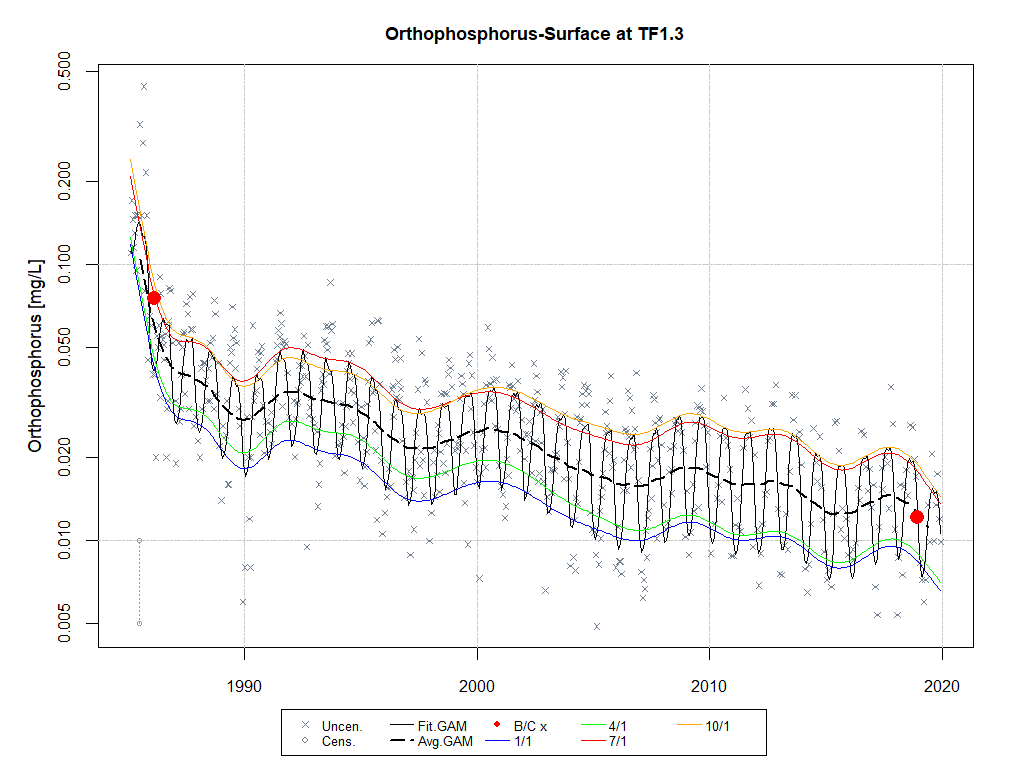 Orthophosphorus-Surface at TF1.3
Orthophosphorus [mg/L]
0.500
0.200
0.100
0.050
0.020
0.010
0.005
1990 2000 2010 2020
Uncen. Fit.GAM B/C x 4/1 10/1
Cens. Avg.GAM 1/1 7/1